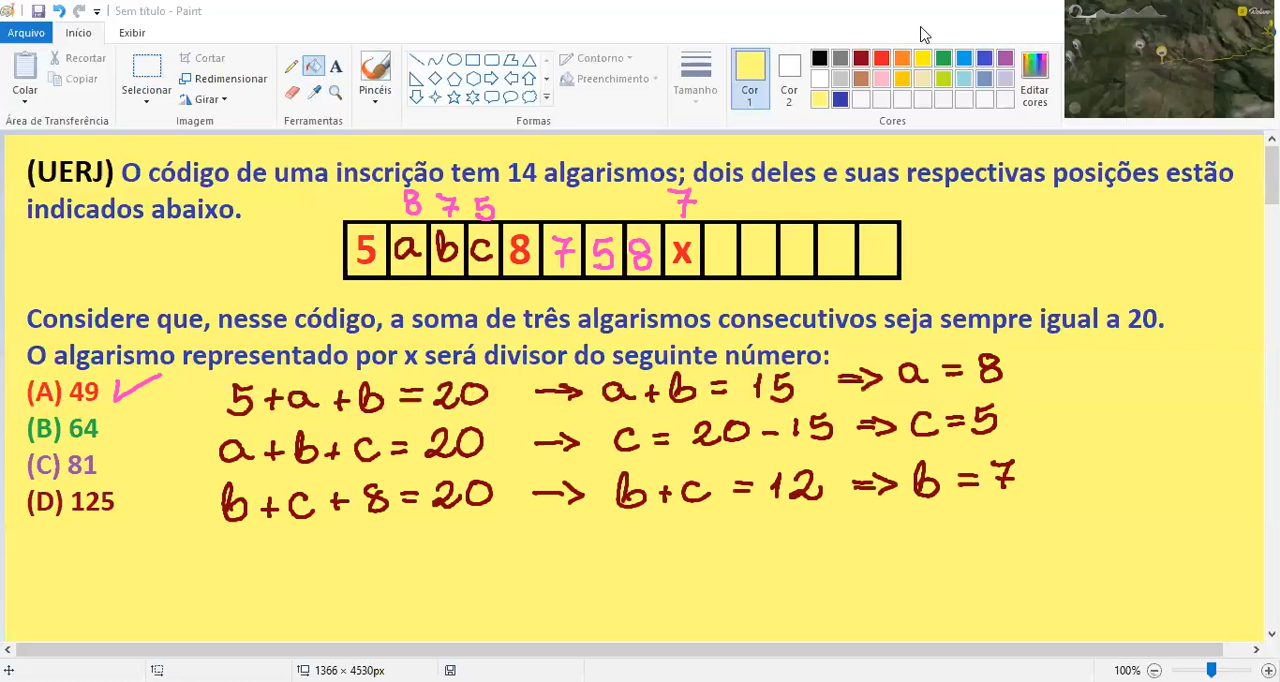 Sem título - Paint
Arquivo Início Exibir
Colar
Recortar
Copiar
Área de Transferência
Selecionar
Cortar
Redimensionar
Girar
Imagem
A
Ferramentas
Pincéis
Contorno
Preenchimento
Formas
Tamanho
Cor 1
Cor 2
Editar cores
Cores
Relive
(UERJ) O código de uma inscrição tem 14 algarismos; dois deles e suas respectivas posições estão
indicados abaixo.
8 7 5 7
5 a b c 8 7 5 8 x
Considere que, nesse código, a soma de três algarismos consecutivos seja sempre igual a 20.
O algarismo representado por x será divisor do seguinte número:
(A) 49
(B) 64
(C) 81
(D) 125
5 + a + b = 20 → a + b = 15 => a = 8
a + b + c = 20 → c = 20 - 15 => c = 5
b + c + 8 = 20 → b + c = 12 => b = 7
1366 × 4530px
100%